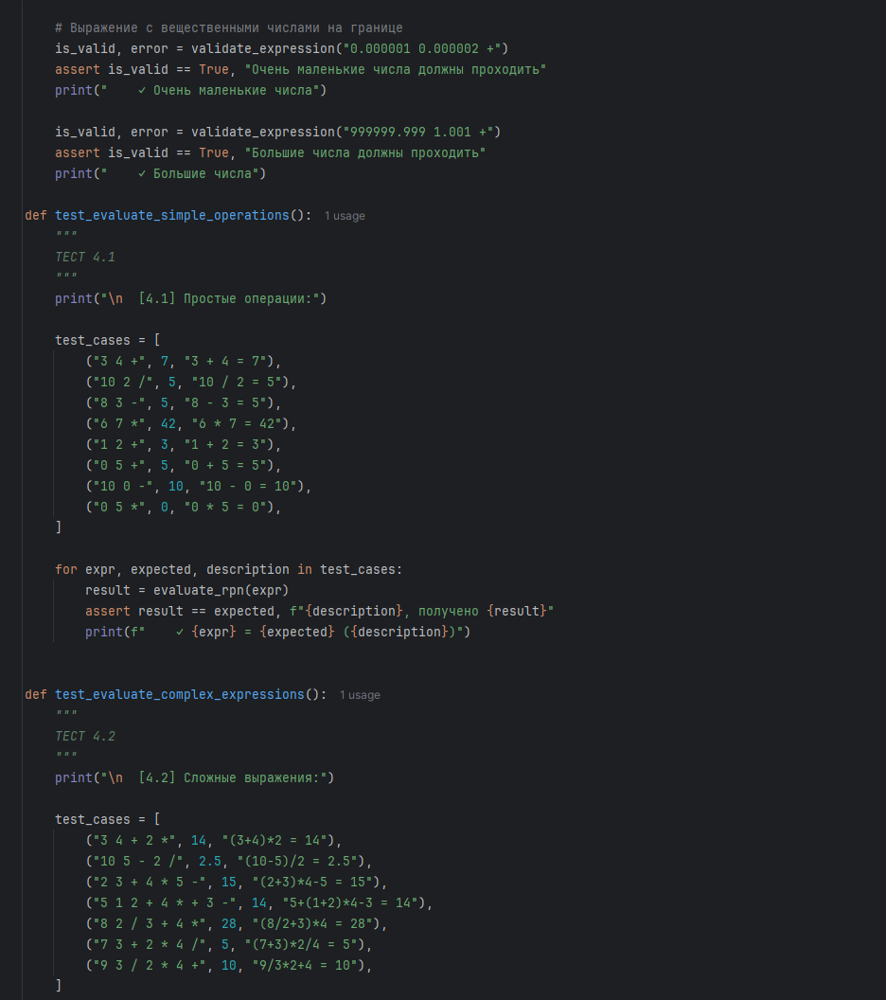 # Выражение с вещественными числами на границе
is_valid, error = validate_expression("0.000001 0.000002 +")
assert is_valid == True, "Очень маленькие числа должны проходить"
print("    ✓ Очень маленькие числа")
is_valid, error = validate_expression("999999.999 1.001 +")
assert is_valid == True, "Большие числа должны проходить"
print("    ✓ Большие числа")
def test_evaluate_simple_operations(): 1 usage
"""
ТЕСТ 4.1
"""
print("\n  [4.1] Простые операции:")
test_cases = [
("3 4 +", 7, "3 + 4 = 7"),
("10 2 /", 5, "10 / 2 = 5"),
("8 3 -", 5, "8 - 3 = 5"),
("6 7 *", 42, "6 * 7 = 42"),
("1 2 +", 3, "1 + 2 = 3"),
("0 5 +", 5, "0 + 5 = 5"),
("10 0 -", 10, "10 - 0 = 10"),
("0 5 *", 0, "0 * 5 = 0"),
]
for expr, expected, description in test_cases:
result = evaluate_rpn(expr)
assert result == expected, f"{description}, получено {result}"
print(f"    ✓ {expr} = {expected} ({description})")
def test_evaluate_complex_expressions(): 1 usage
"""
ТЕСТ 4.2
"""
print("\n  [4.2] Сложные выражения:")
test_cases = [
("3 4 + 2 *", 14, "(3+4)*2 = 14"),
("10 5 - 2 /", 2.5, "(10-5)/2 = 2.5"),
("2 3 + 4 * 5 -", 15, "(2+3)*4-5 = 15"),
("5 1 2 + 4 * + 3 -", 14, "5+(1+2)*4-3 = 14"),
("8 2 / 3 + 4 *", 28, "(8/2+3)*4 = 28"),
("7 3 + 2 * 4 /", 5, "(7+3)*2/4 = 5"),
("9 3 / 2 * 4 +", 10, "9/3*2+4 = 10"),
]